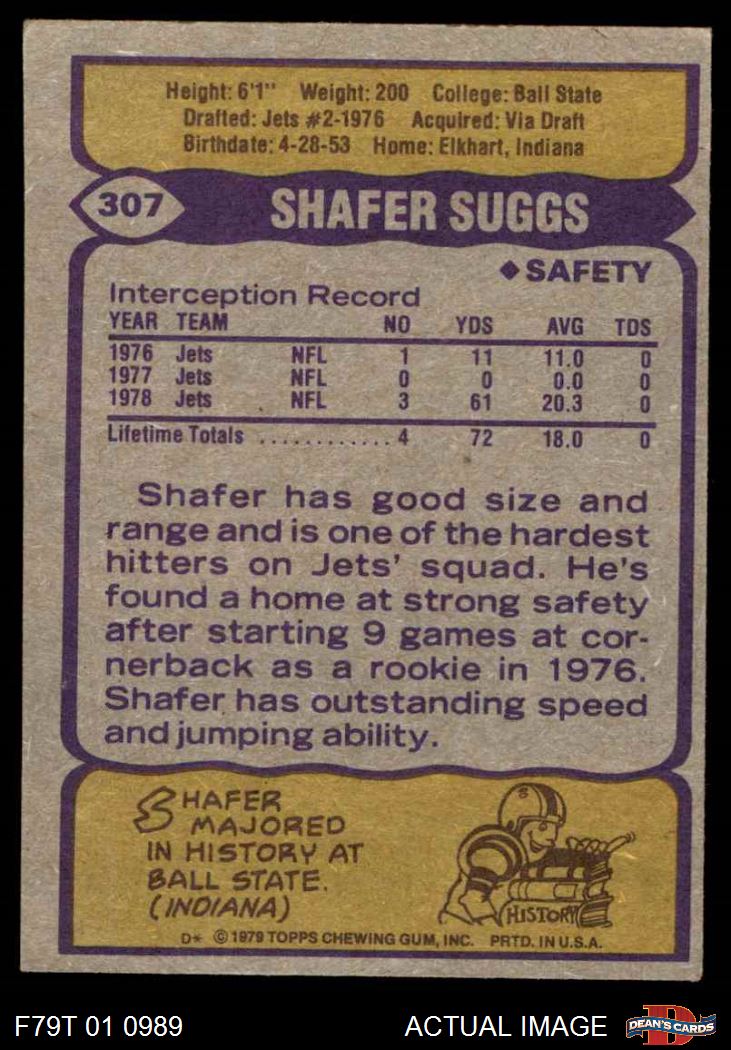 Height: 6'1" Weight: 200 College: Ball State
Drafted: Jets #2-1976 Acquired: Via Draft
Birthdate: 4-28-53 Home: Elkhart, Indiana
307 SHAFER SUGGS
◆SAFETY
Interception Record
YEAR TEAM NO YDS AVG TDS
1976 Jets NFL 1 11 11.0 0
1977 Jets NFL 0 0 0.0 0
1978 Jets NFL 3 61 20.3 0
Lifetime Totals ............ 4 72 18.0 0
Shafer has good size and
range and is one of the hardest
hitters on Jets' squad. He's
found a home at strong safety
after starting 9 games at cor-
nerback as a rookie in 1976.
Shafer has outstanding speed
and jumping ability.
SHAFER
MAJORED
IN HISTORY AT
BALL STATE.
(INDIANA)
8
HISTORY
D* © 1979 TOPPS CHEWING GUM, INC. PRTD. IN U.S.A.
F79T 01 0989 ACTUAL IMAGE D DEAN'S CARDS